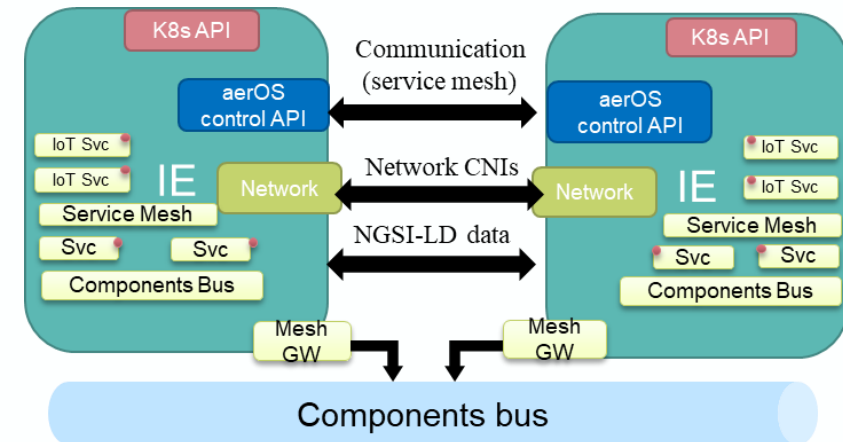 K8s API
aerOS
control API
IoT Svc
IoT Svc
IE
Network
Service Mesh
Svc
Svc
Components Bus
Mesh
GW
Communication
(service mesh)
Network CNIs
NGSI-LD data
K8s API
aerOS
control API
IoT Svc
IoT Svc
IE
Network
Service Mesh
Svc
Svc
Components Bus
Mesh
GW
Components bus